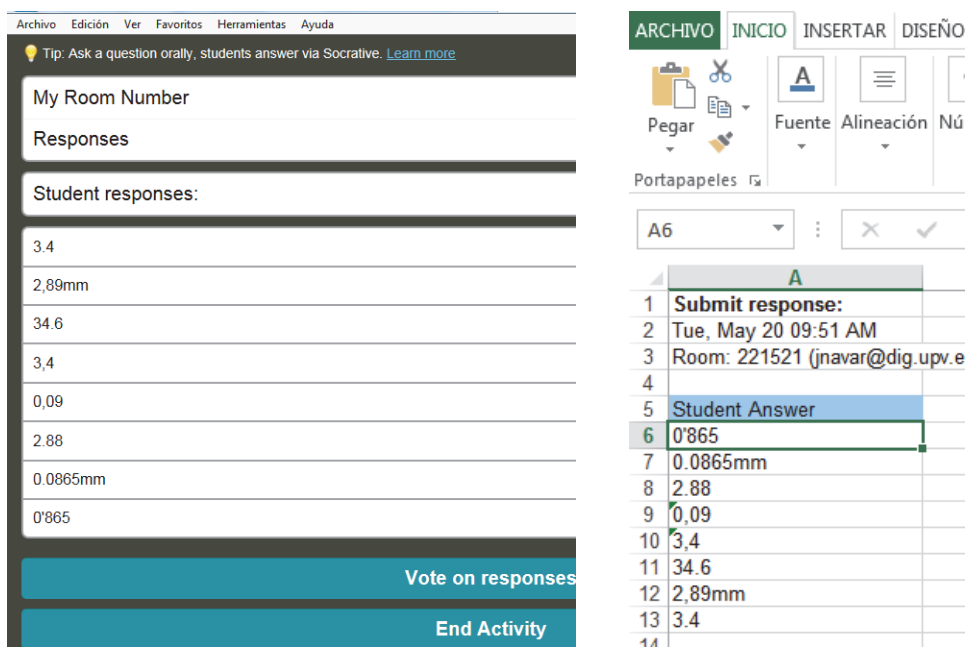 Archivo Edición Ver Favoritos Herramientas Ayuda
Tip: Ask a question orally, students answer via Socrative. Learn more
My Room Number
Responses
Student responses:
3.4
2,89mm
34.6
3,4
0,09
2.88
0.0865mm
0'865
Vote on responses
End Activity
ARCHIVO INICIO INSERTAR DISEÑO
Pegar Fuente Alineación Nú
Portapapeles
A6
A
1 Submit response:
2 Tue, May 20 09:51 AM
3 Room: 221521 (jnavar@dig.upv.e
4
5 Student Answer
6 0'865
7 0.0865mm
8 2.88
9 0,09
10 3,4
11 34.6
12 2,89mm
13 3.4
14